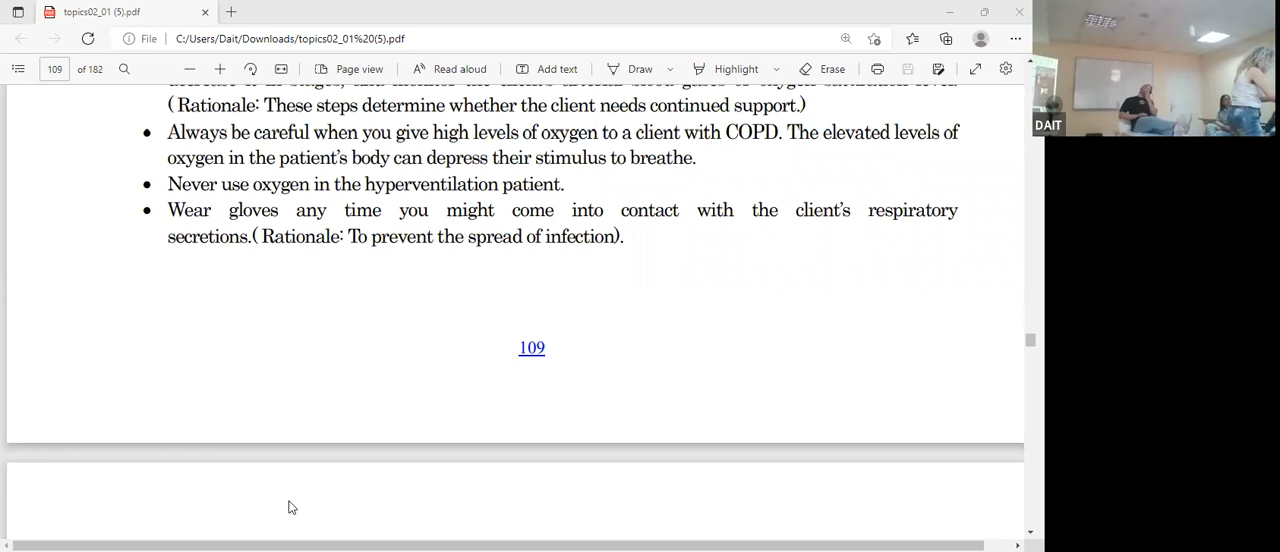 topics02_01 (5).pdf
File C:/Users/Dait/Downloads/topics02_01%20(5).pdf
109 of 182 Page view Read aloud Add text Draw Highlight Erase
(Rationale: These steps determine whether the client needs continued support.)
Always be careful when you give high levels of oxygen to a client with COPD. The elevated levels of
oxygen in the patient's body can depress their stimulus to breathe.
Never use oxygen in the hyperventilation patient.
Wear gloves any time you might come into contact with the client's respiratory
secretions.( Rationale: To prevent the spread of infection).
109
DAIT